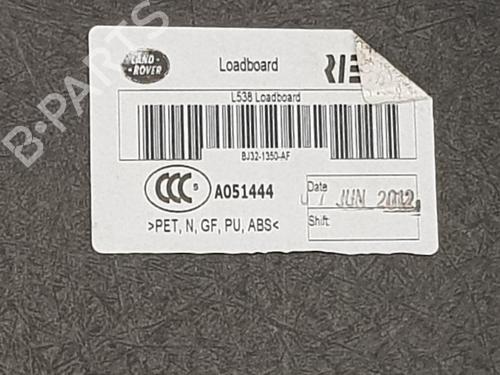 B-PARTS
LAND
ROVER
Loadboard
L538 Loadboard
BJ32-1350-AF
CCC S A051444
Date
JUN 2012
Shift:
>PET, N, GF, PU, ABS<